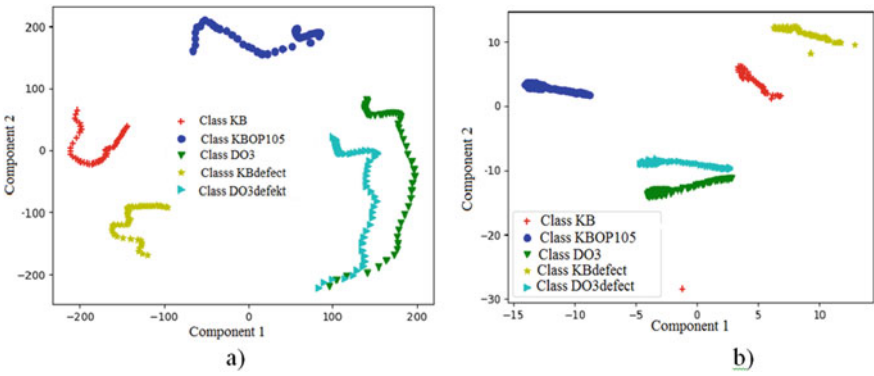 200
100
0
−100
−200
Component 2
−200
−100
0
100
200
Component 1
Class KB
Class KBOP105
Class DO3
Classs KBdefect
Class DO3defekt
a)
10
0
−10
−20
−30
Component 2
−15
−10
−5
0
5
10
Component 1
Class KB
Class KBOP105
Class DO3
Class KBdefect
Class DO3defect
b)